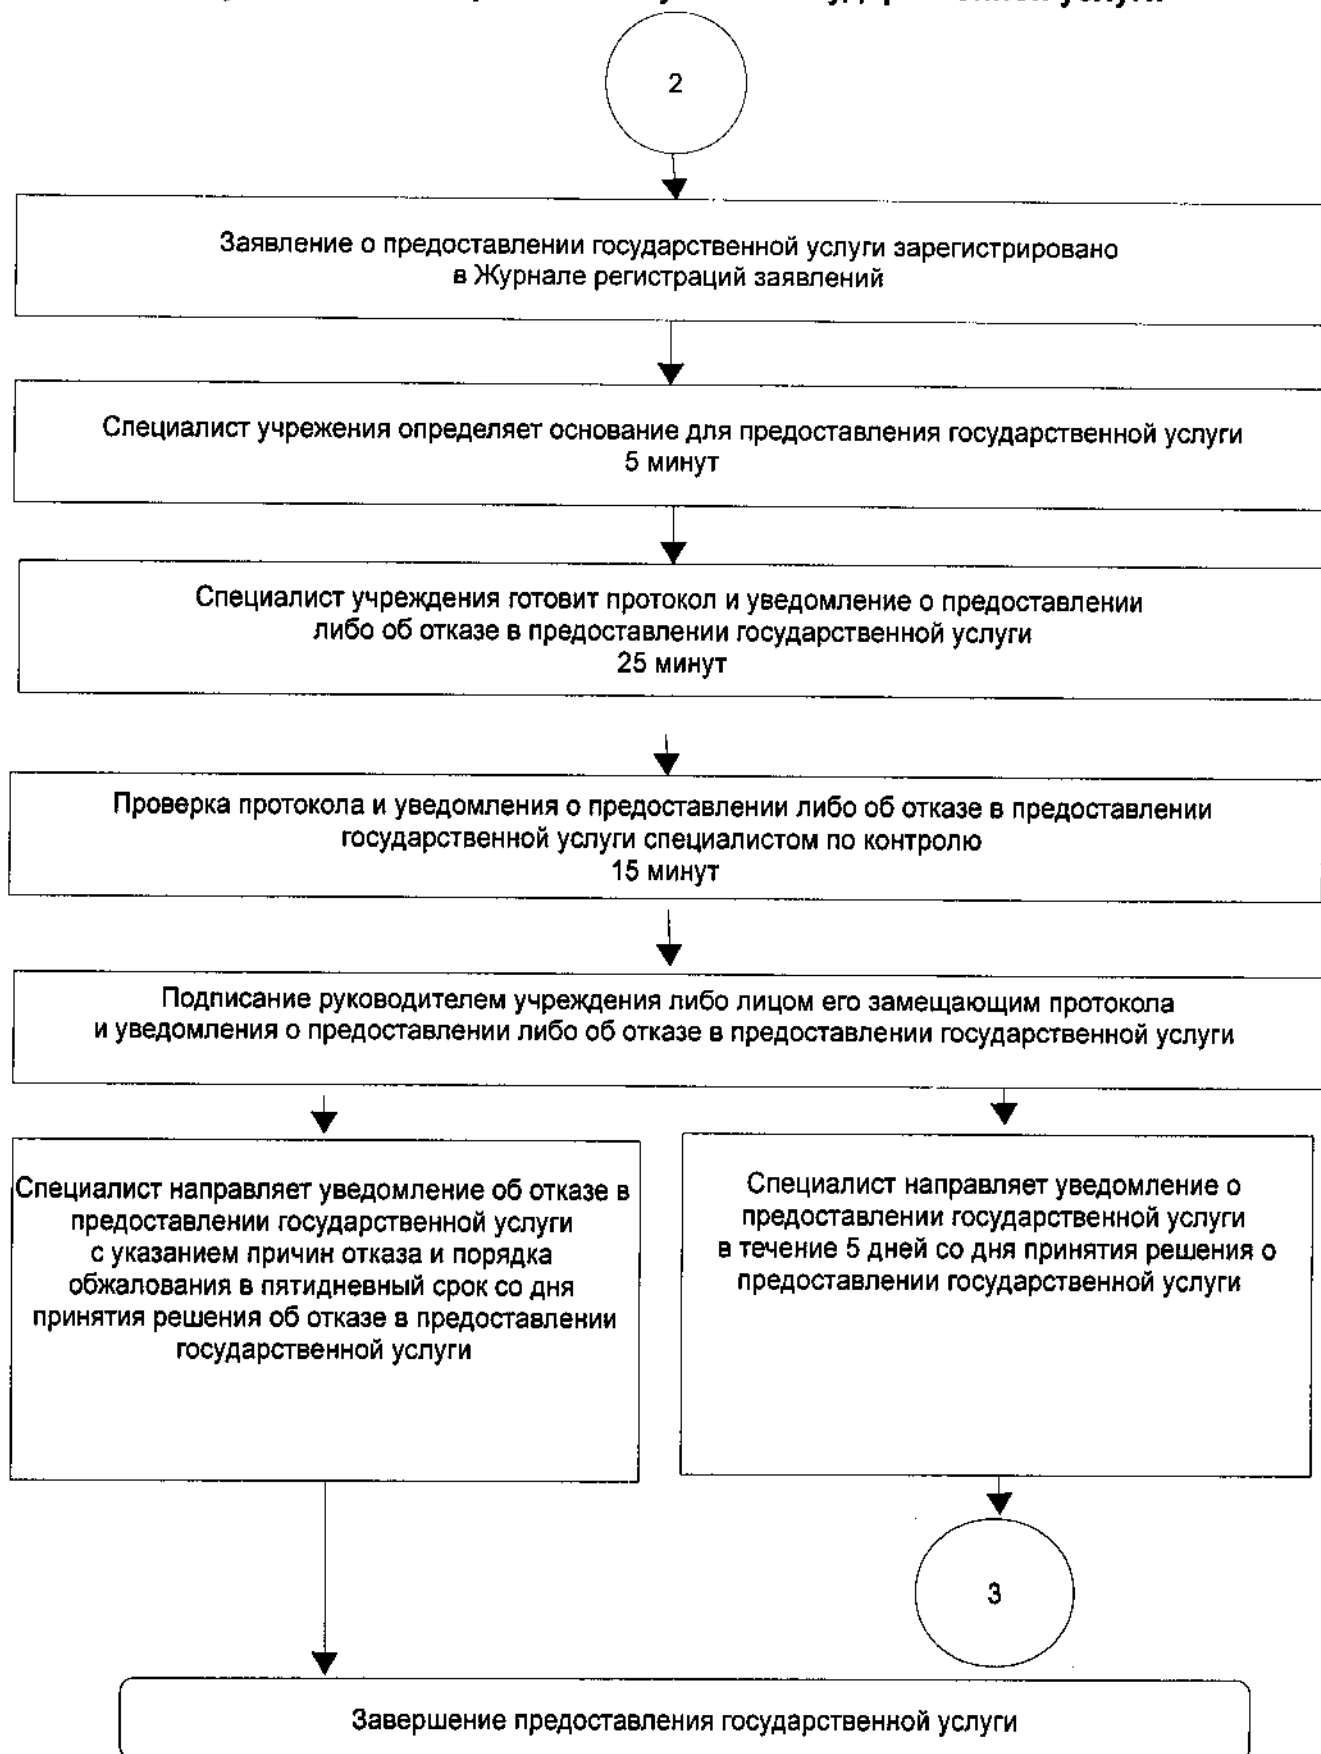 услуги
2
Заявление о предоставлении государственной услуги зарегистрировано
в Журнале регистраций заявлений
Специалист учрежения определяет основание для предоставления государственной услуги
5 минут
Специалист учреждения готовит протокол и уведомление о предоставлении
либо об отказе в предоставлении государственной услуги
25 минут
Проверка протокола и уведомления о предоставлении либо об отказе в предоставлении
государственной услуги специалистом по контролю
15 минут
Подписание руководителем учреждения либо лицом его замещающим протокола
и уведомления о предоставлении либо об отказе в предоставлении государственной услуги
Специалист направляет уведомление об отказе в
предоставлении государственной услуги
с указанием причин отказа и порядка
обжалования в пятидневный срок со дня
принятия решения об отказе в предоставлении
государственной услуги
Специалист направляет уведомление о
предоставлении государственной услуги
в течение 5 дней со дня принятия решения о
предоставлении государственной услуги
3
Завершение предоставления государственной услуги